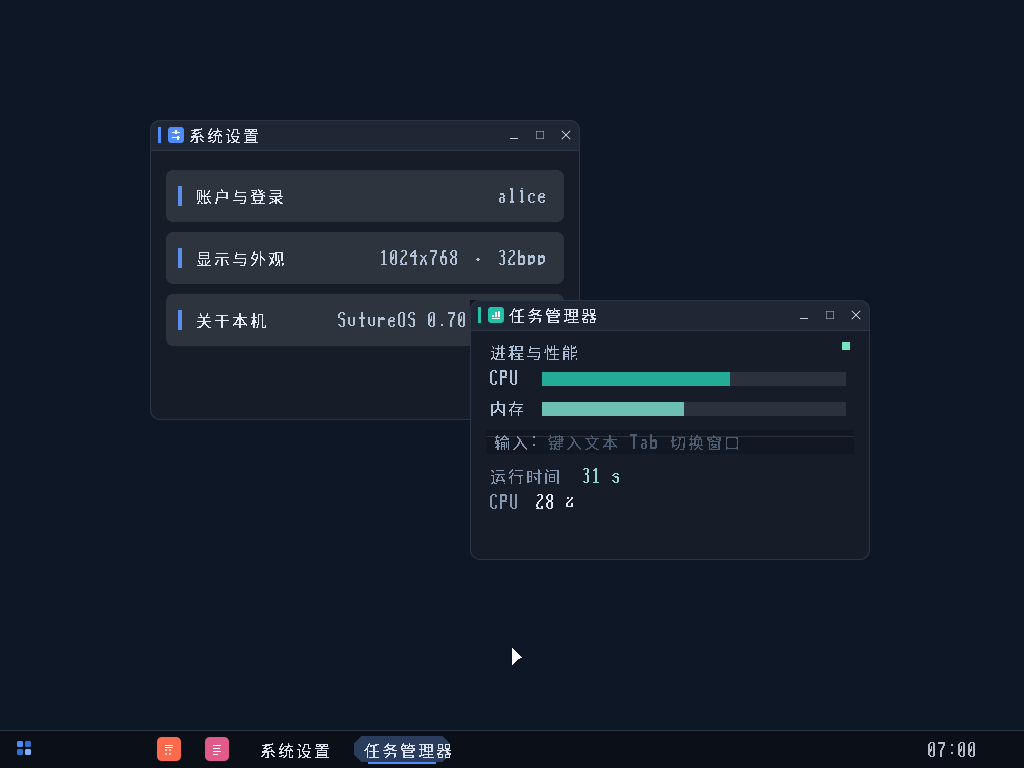 系统设置
账户与登录 alice
显示与外观 1024x768 · 32bpp
关于本机 SutureOS 0.70
任务管理器
进程与性能
CPU
内存
输入: 键入文本 Tab 切换窗口
运行时间 31 s
CPU 28 %
系统设置 任务管理器 07:00